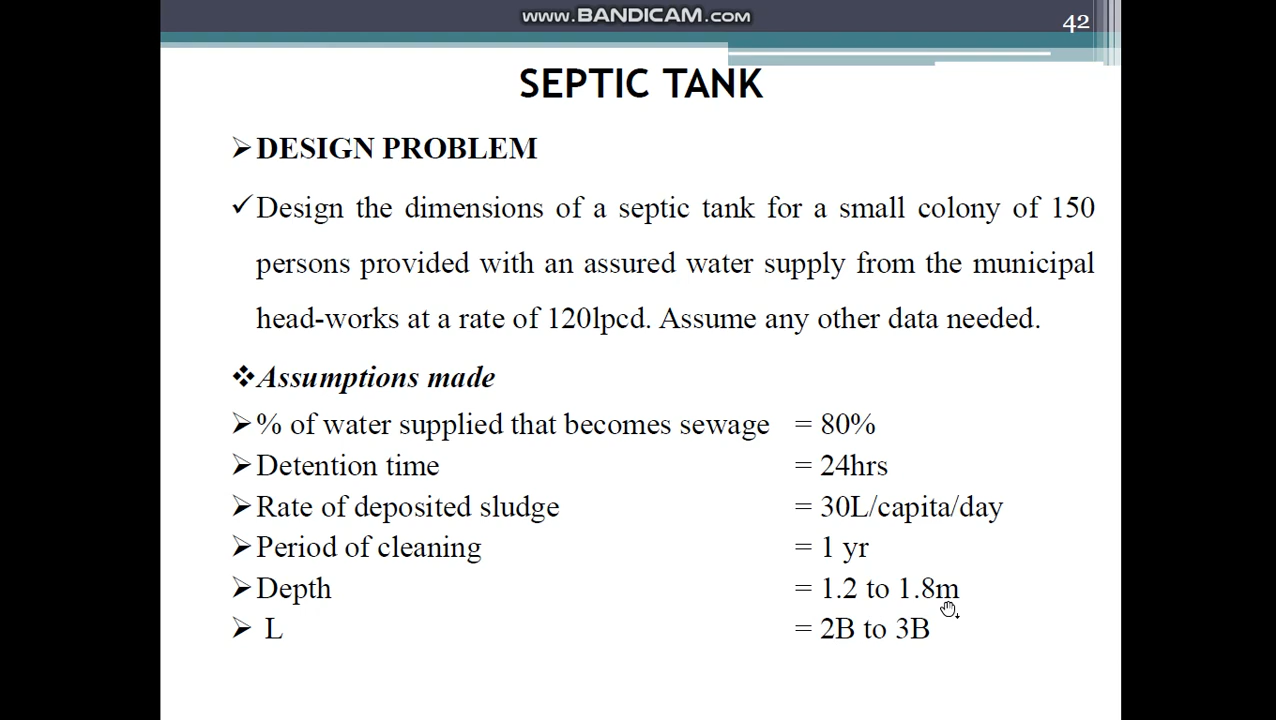 www.BANDICAM.com
42
SEPTIC TANK
DESIGN PROBLEM
Design the dimensions of a septic tank for a small colony of 150
persons provided with an assured water supply from the municipal
head-works at a rate of 120lpcd. Assume any other data needed.
Assumptions made
% of water supplied that becomes sewage = 80%
Detention time = 24hrs
Rate of deposited sludge = 30L/capita/day
Period of cleaning = 1 yr
Depth = 1.2 to 1.8m
L = 2B to 3B